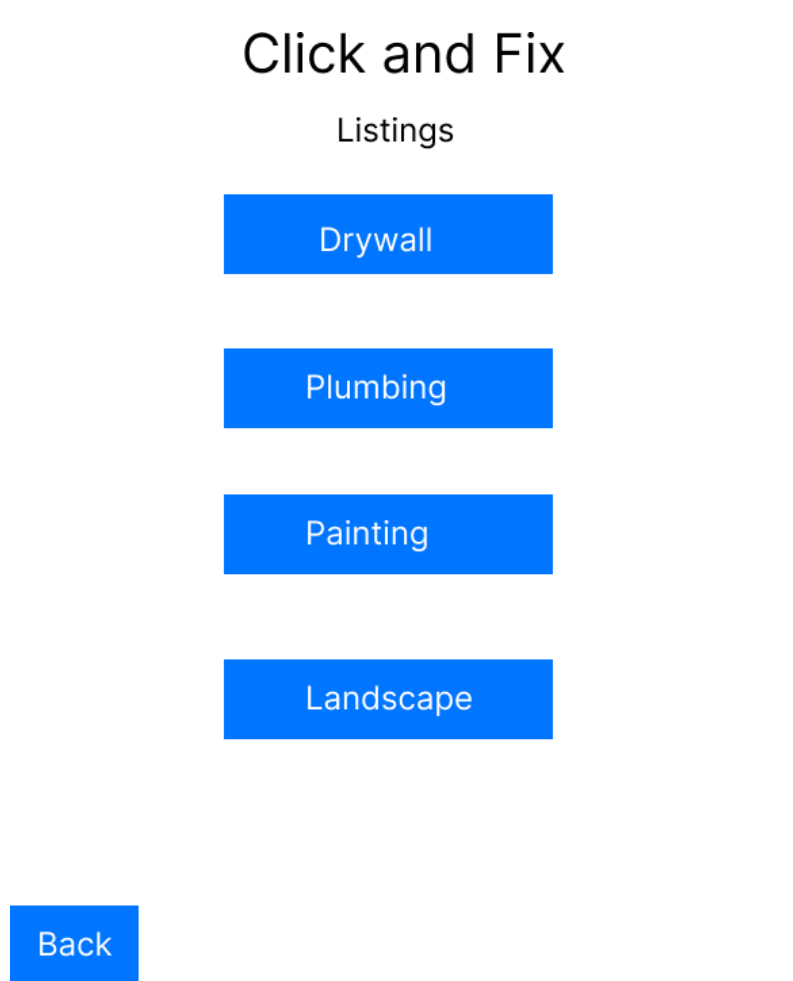 Click and Fix
Listings
Drywall
Plumbing
Painting
Landscape
Back